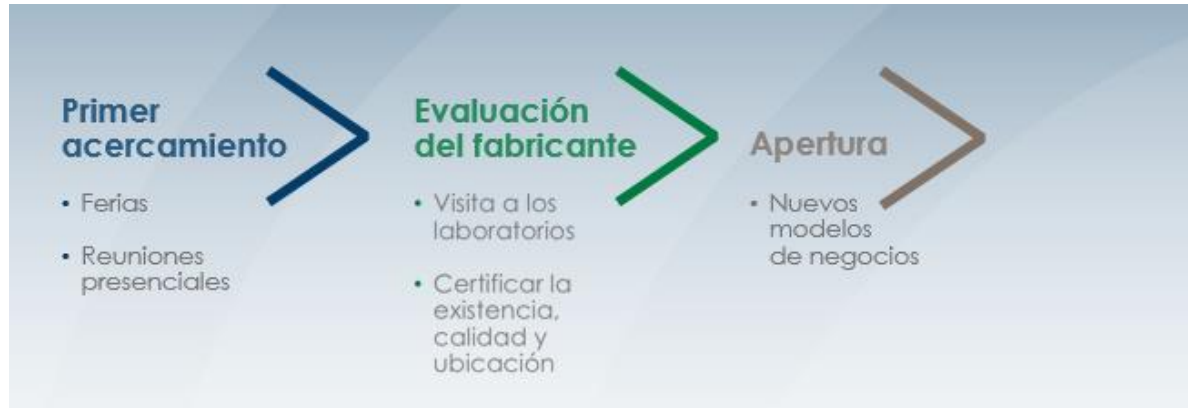 Primer
acercamiento
• Ferias
• Reuniones
presenciales
Evaluación
del fabricante
• Visita a los
laboratorios
• Certificar la
existencia,
calidad y
ubicación
Apertura
• Nuevos
modelos
de negocios